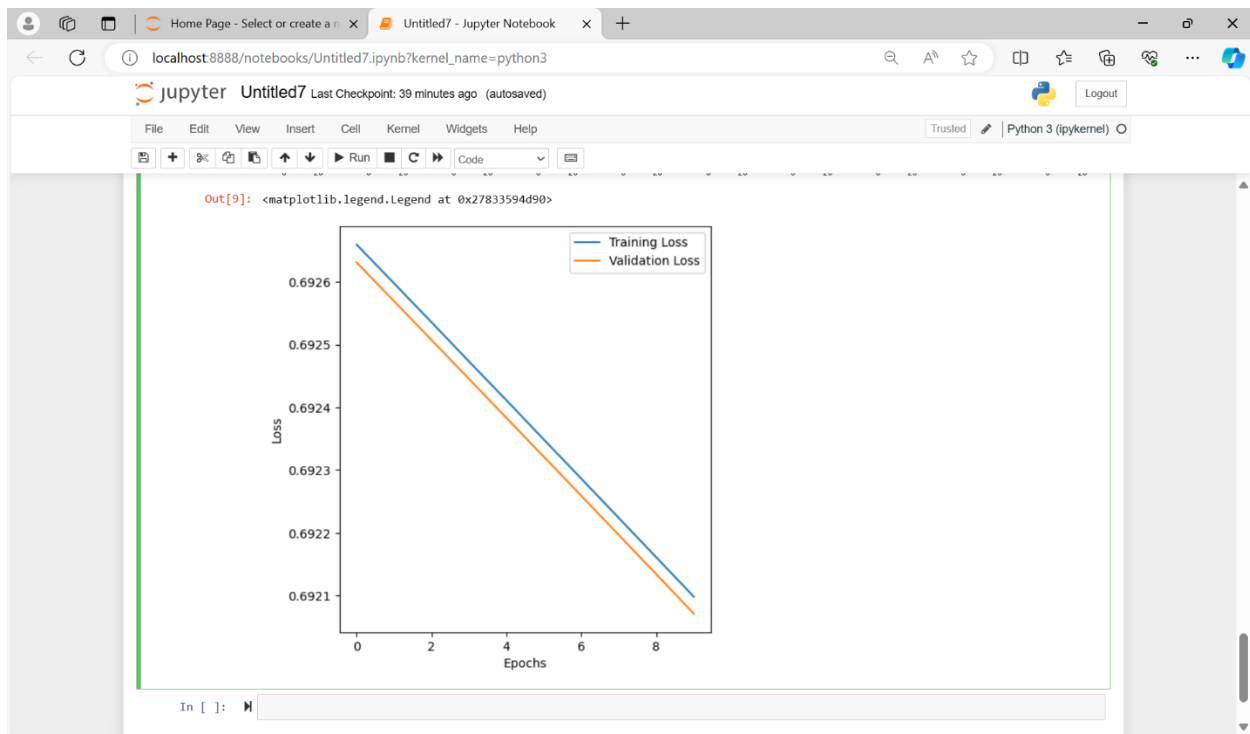 Home Page - Select or create a n
Untitled7 - Jupyter Notebook
localhost:8888/notebooks/Untitled7.ipynb?kernel_name=python3
jupyter Untitled7 Last Checkpoint: 39 minutes ago (autosaved)
Logout
File Edit View Insert Cell Kernel Widgets Help
Trusted
Python 3 (ipykernel)
Run
Code
Out[9]: <matplotlib.legend.Legend at 0x27833594d90>
Training Loss
Validation Loss
0.6926
0.6925
0.6924
0.6923
0.6922
0.6921
Loss
0 2 4 6 8
Epochs
In [ ]: